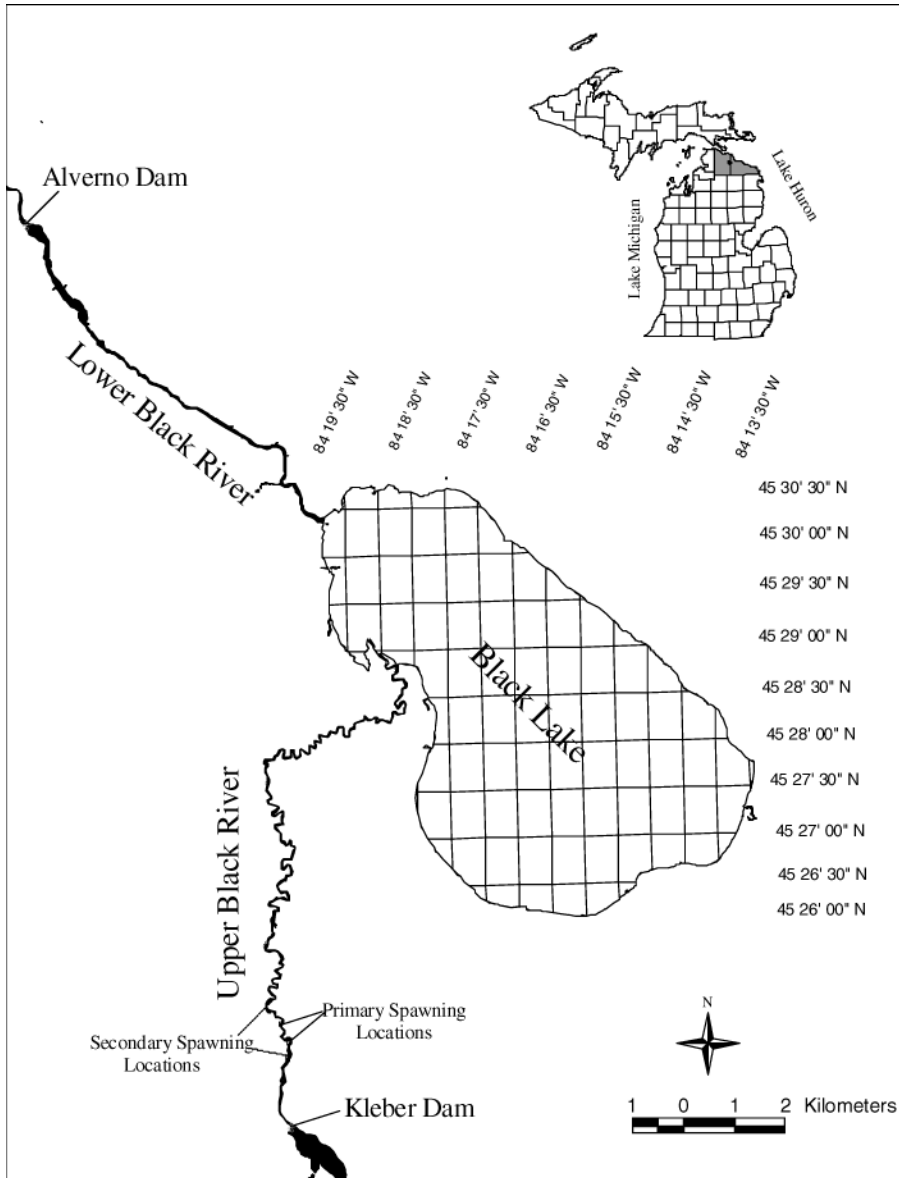 Alverno Dam
Lake Huron
Lake Michigan
Lower Black River
84 19' 30" W
84 18' 30" W
84 17' 30" W
84 16' 30" W
84 15' 30" W
84 14' 30" W
84 13' 30" W
45 30' 30" N
45 30' 00" N
45 29' 30" N
45 29' 00" N
45 28' 30" N
45 28' 00" N
45 27' 30" N
45 27' 00" N
45 26' 30" N
45 26' 00" N
Black Lake
Upper Black River
Primary Spawning
Locations
Secondary Spawning
Locations
Kleber Dam
N
1 0 1 2 Kilometers